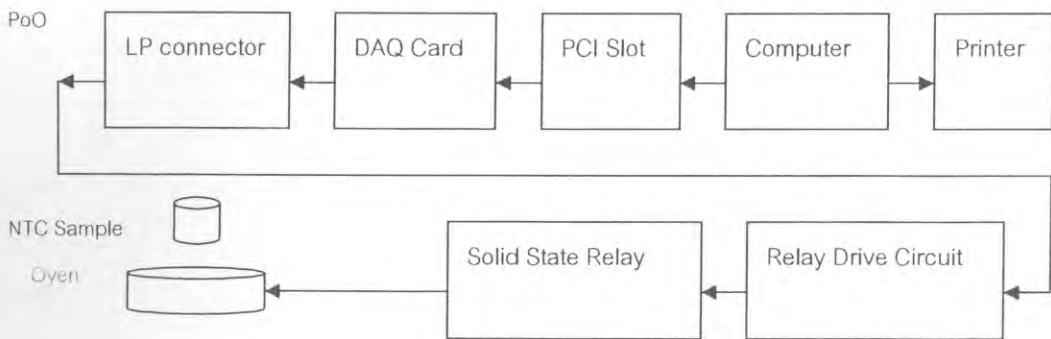 PoO
LP connector
DAQ Card
PCI Slot
Computer
Printer
NTC Sample
Oven
Solid State Relay
Relay Drive Circuit